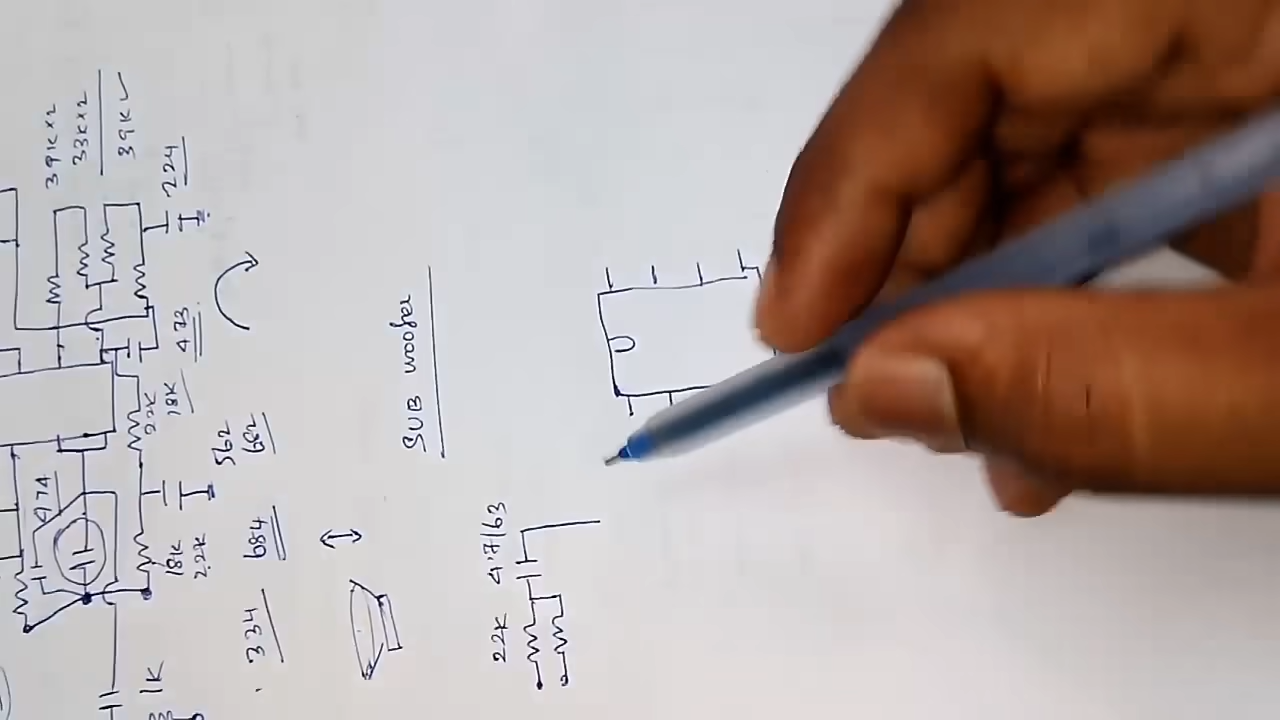 39K×2
33K×2
39K
224
473
22K
18K
474
562
682
18K
2.2K
684
334
1K
SUB woofer
22K 4.7/63